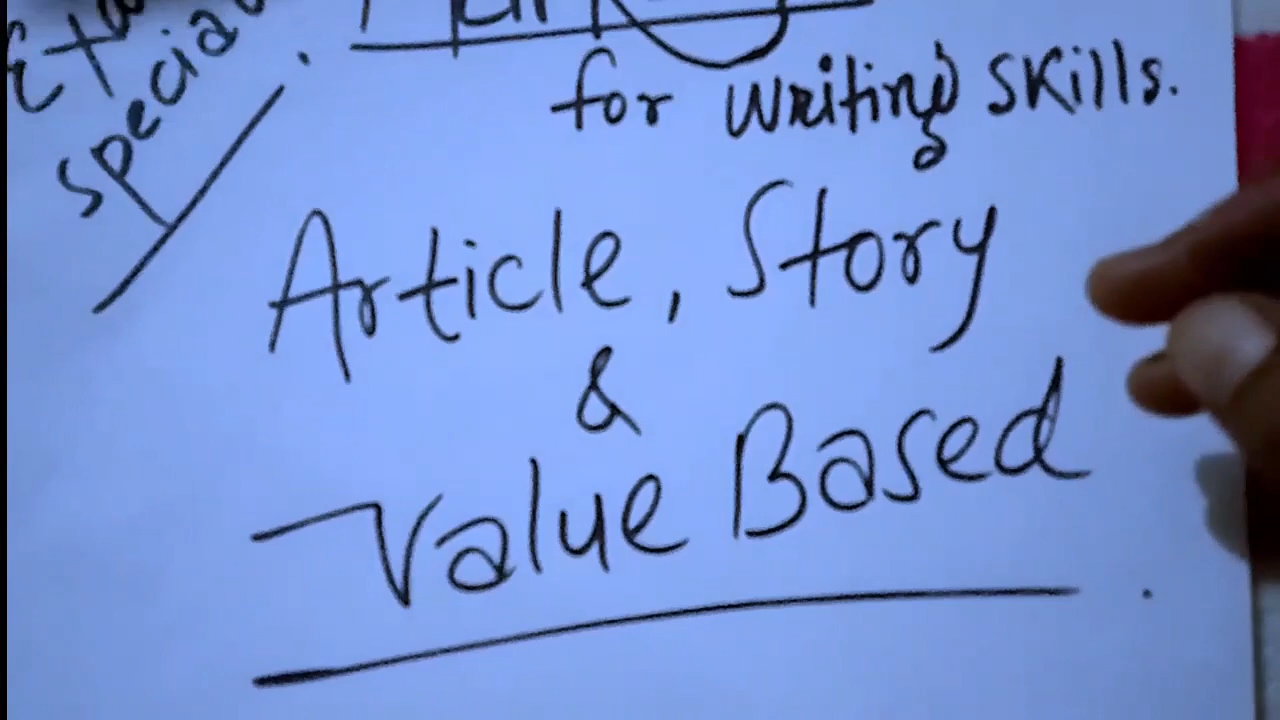 for writing skills.
Article, Story
&
Value Based